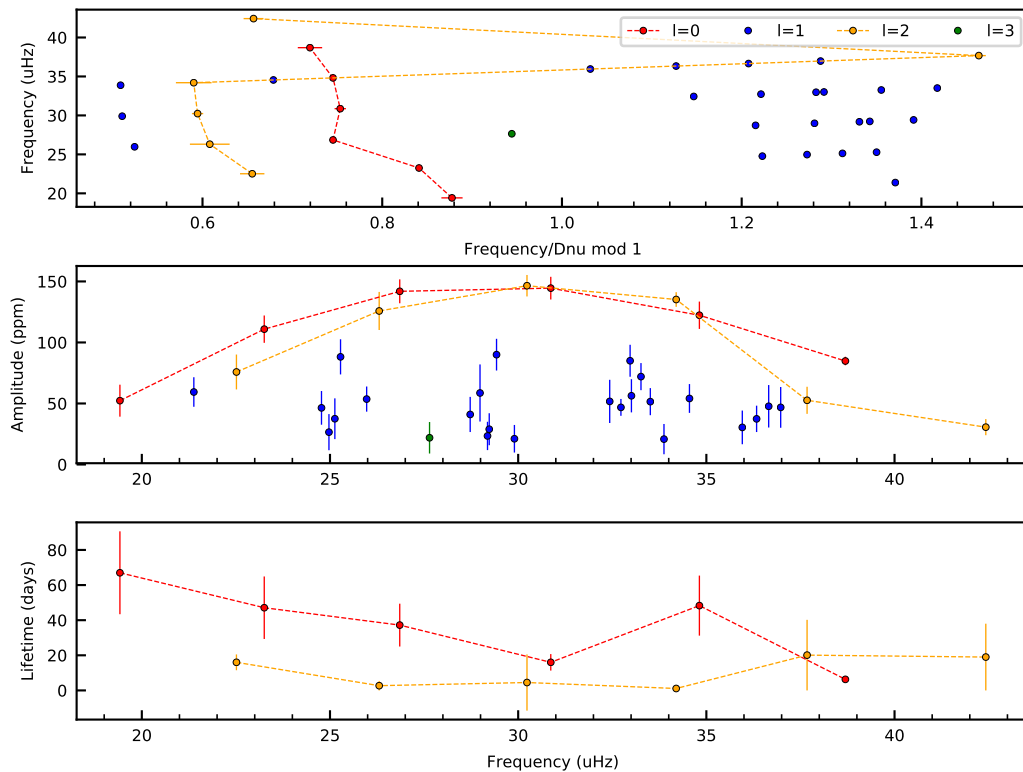 l=0 l=1 l=2 l=3
40
35
30
25
20
Frequency (uHz)
0.6 0.8 1.0 1.2 1.4
Frequency/Dnu mod 1
150
100
50
0
Amplitude (ppm)
20 25 30 35 40
80
60
40
20
0
Lifetime (days)
20 25 30 35 40
Frequency (uHz)